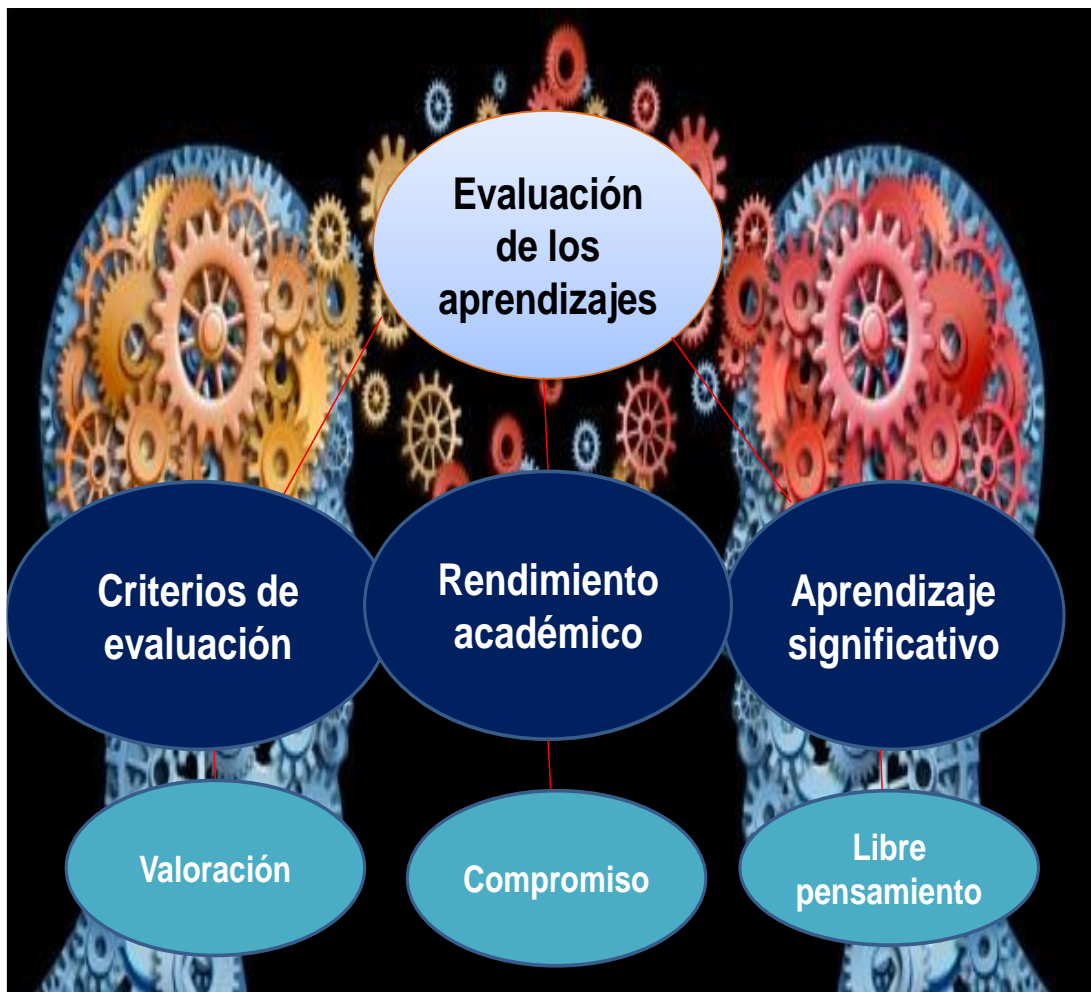 Evaluación
de los
aprendizajes
Criterios de
evaluación
Rendimiento
académico
Aprendizaje
significativo
Valoración
Compromiso
Libre
pensamiento